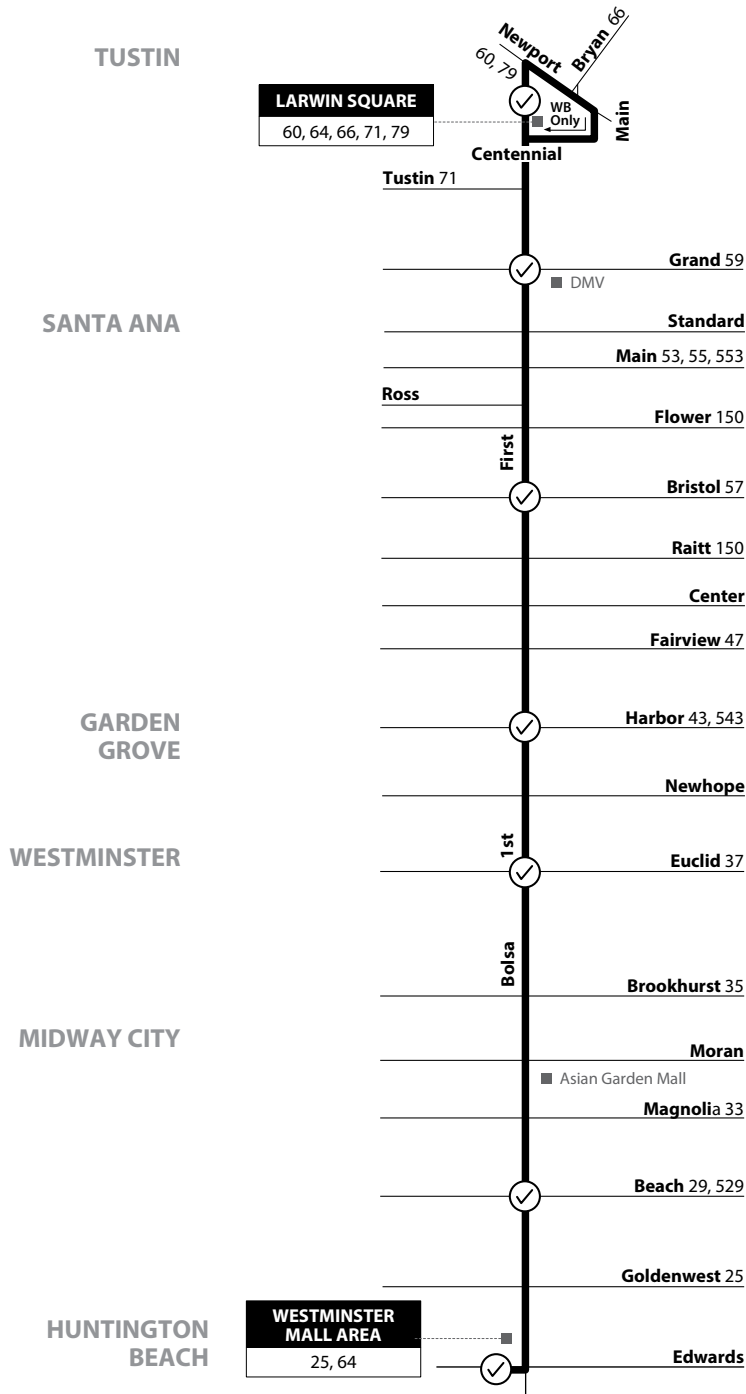 TUSTIN
Newport
60, 79
Bryan 66
LARWIN SQUARE
60, 64, 66, 71, 79
WB
Only
Main
Centennial
Tustin 71
Grand 59
DMV
SANTA ANA
Standard
Main 53, 55, 553
Ross
Flower 150
First
Bristol 57
Raitt 150
Center
Fairview 47
GARDEN
GROVE
Harbor 43, 543
Newhope
WESTMINSTER
1st
Euclid 37
Bolsa
Brookhurst 35
MIDWAY CITY
Moran
Asian Garden Mall
Magnolia 33
Beach 29, 529
Goldenwest 25
HUNTINGTON
BEACH
WESTMINSTER
MALL AREA
25, 64
Edwards